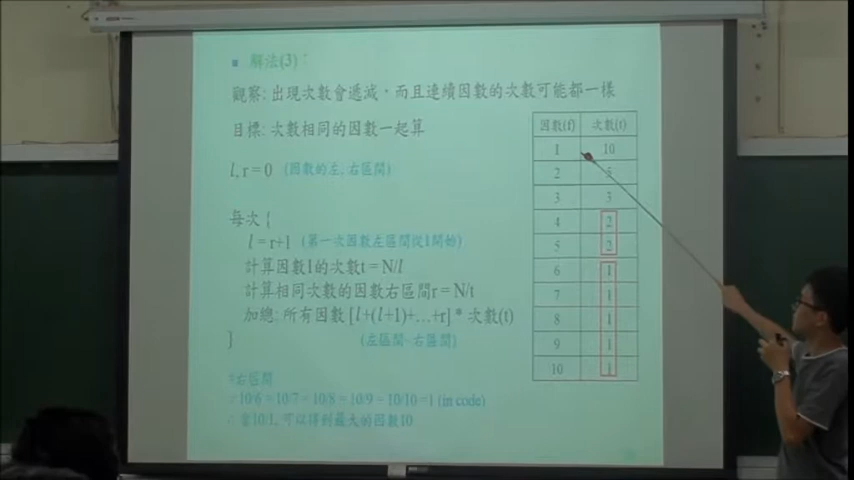 解法(3)：
觀察: 出現次數會遞減，而且連續因數的次數可能都一樣
目標: 次數相同的因數一起算
l, r = 0 (因數的左, 右區間)
每次 {
l = r+1 (第一次因數左區間從1開始)
計算因數l的次數t = N/l
計算相同次數的因數右區間r = N/t
加總: 所有因數 [l+(l+1)+…+r] * 次數(t)
} (左區間~右區間)
右區間
10/6 = 10/7 = 10/8 = 10/9 = 10/10 =1 (in code)
當10/1, 可以得到最大的因數10
因數(f) 次數(t)
1 10
2 5
3 3
4 2
5 2
6 1
7 1
8 1
9 1
10 1